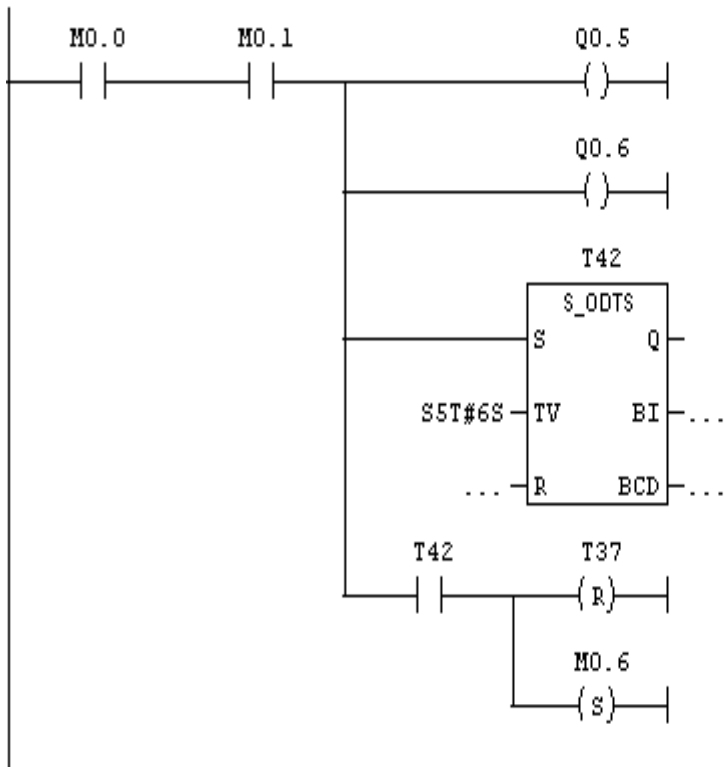 M0.0 M0.1 Q0.5
Q0.6
T42
S_ODTS
S Q
S5T#6S TV BI ...
... R BCD ...
T42 T37
R
M0.6
S